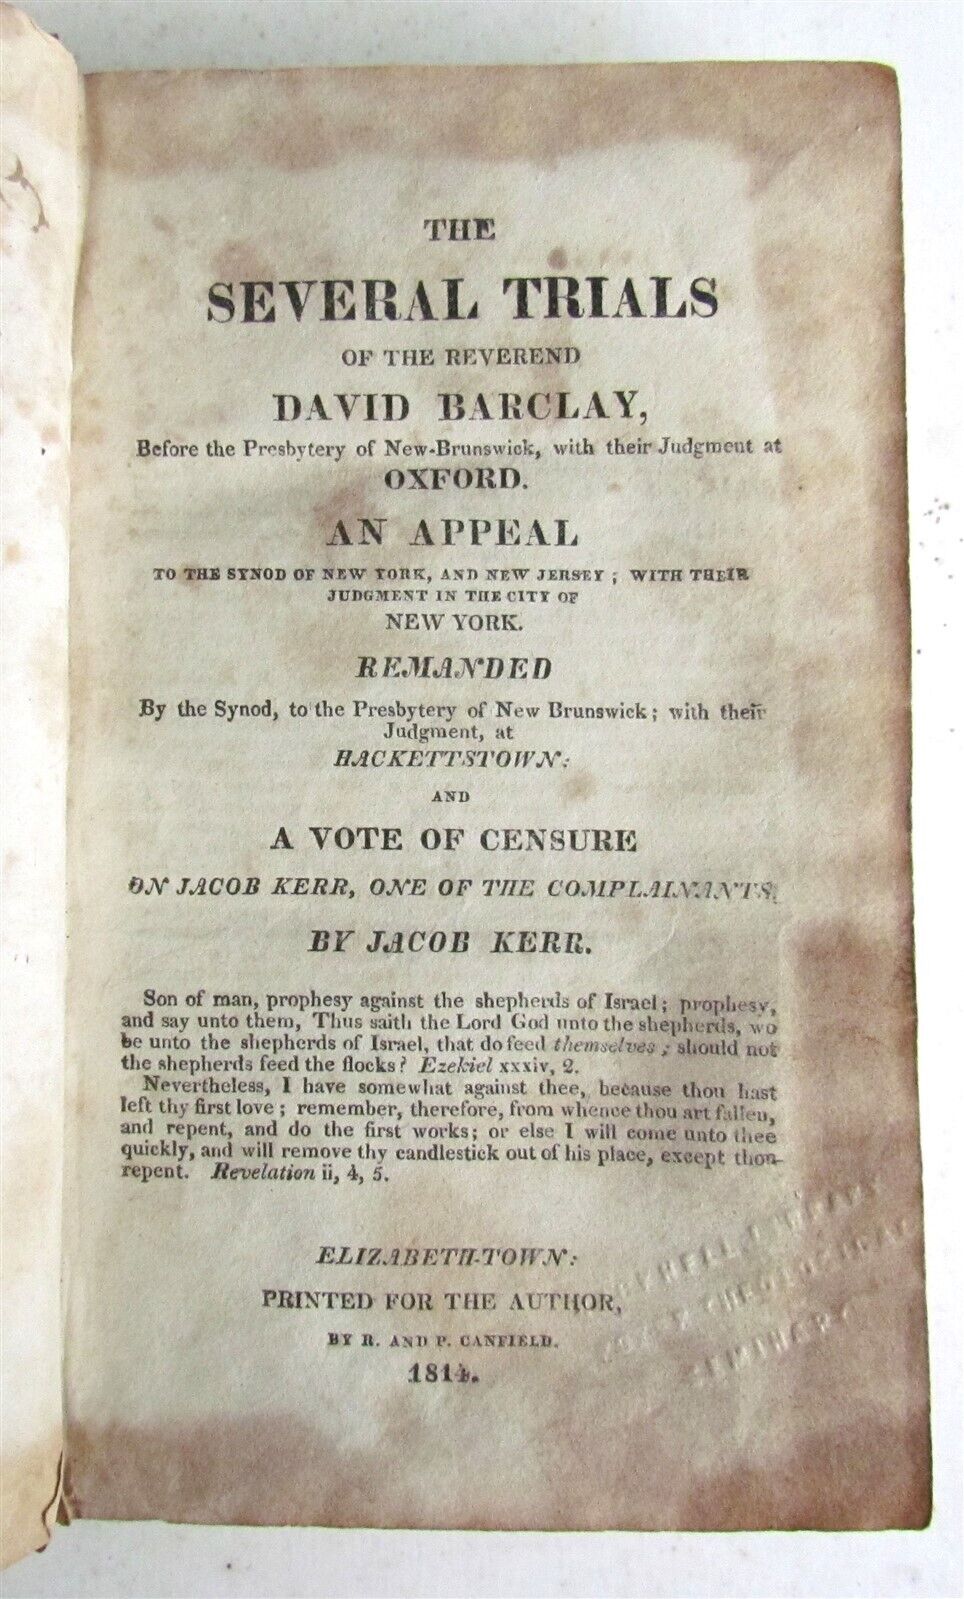 THE
SEVERAL TRIALS
OF THE REVEREND
DAVID BARCLAY,
Before the Presbytery of New-Brunswick, with their Judgment at
OXFORD.
AN APPEAL
TO THE SYNOD OF NEW YORK, AND NEW JERSEY; WITH THEIR
JUDGMENT IN THE CITY OF
NEW YORK.
REMANDED
By the Synod, to the Presbytery of New Brunswick; with their
Judgment, at
HACKETTSTOWN:
AND
A VOTE OF CENSURE
ON JACOB KERR, ONE OF THE COMPLAINANTS.
BY JACOB KERR.
Son of man, prophesy against the shepherds of Israel; prophesy,
and say unto them, Thus saith the Lord God unto the shepherds, wo
be unto the shepherds of Israel, that do feed themselves; should not
the shepherds feed the flocks? Ezekiel xxxiv, 2.
Nevertheless, I have somewhat against thee, because thou hast
left thy first love; remember, therefore, from whence thou art fallen,
and repent, and do the first works; or else I will come unto thee
quickly, and will remove thy candlestick out of his place, except thou
repent. Revelation ii, 4, 5.
ELIZABETH-TOWN:
PRINTED FOR THE AUTHOR,
BY R. AND P. CANFIELD.
1814.
LIBRARY
THEOLOGICAL
SEMINARY